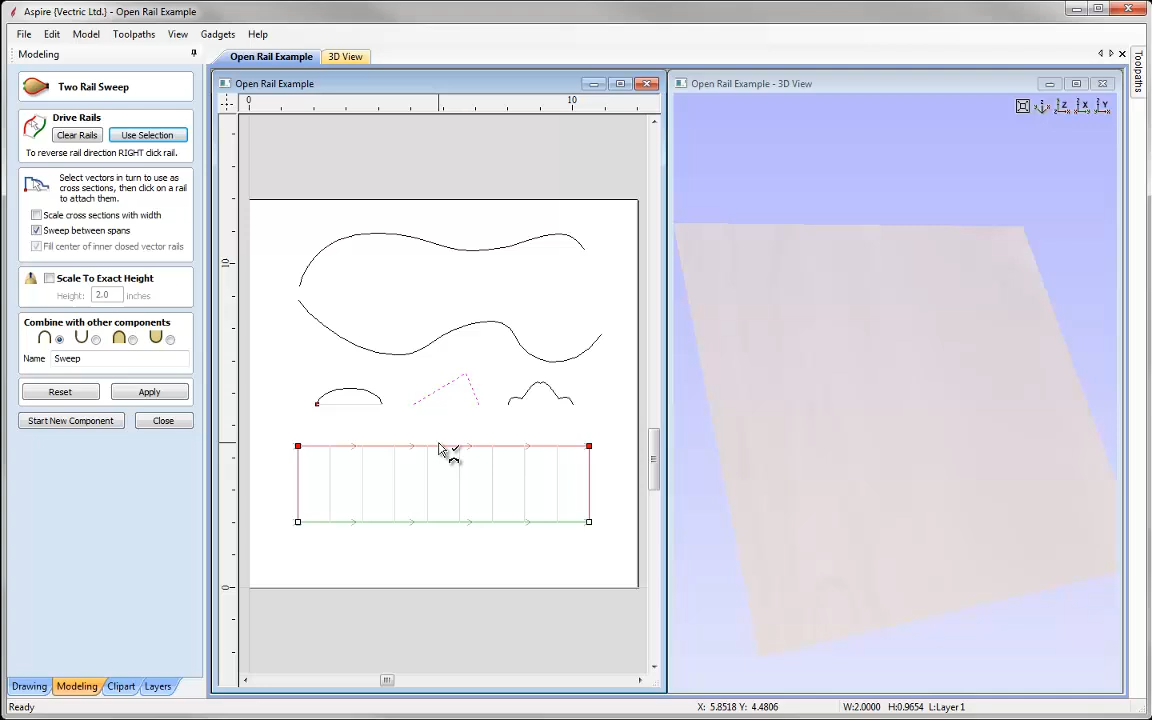 Aspire {Vectric Ltd.} - Open Rail Example
File Edit Model Toolpaths View Gadgets Help
Modeling
Open Rail Example 3D View
Toolpaths
Two Rail Sweep
Drive Rails
Clear Rails Use Selection
To reverse rail direction RIGHT click rail.
Select vectors in turn to use as
cross sections, then click on a rail
to attach them.
Scale cross sections with width
Sweep between spans
Fill center of inner closed vector rails
Scale To Exact Height
Height: 2.0 inches
Combine with other components
Name Sweep
Reset Apply
Start New Component Close
Open Rail Example
0 10
10
0
Open Rail Example - 3D View
Z X Y
Drawing Modeling Clipart Layers
Ready
X: 5.8518 Y: 4.4806 W:2.0000 H:0.9654 L:Layer 1